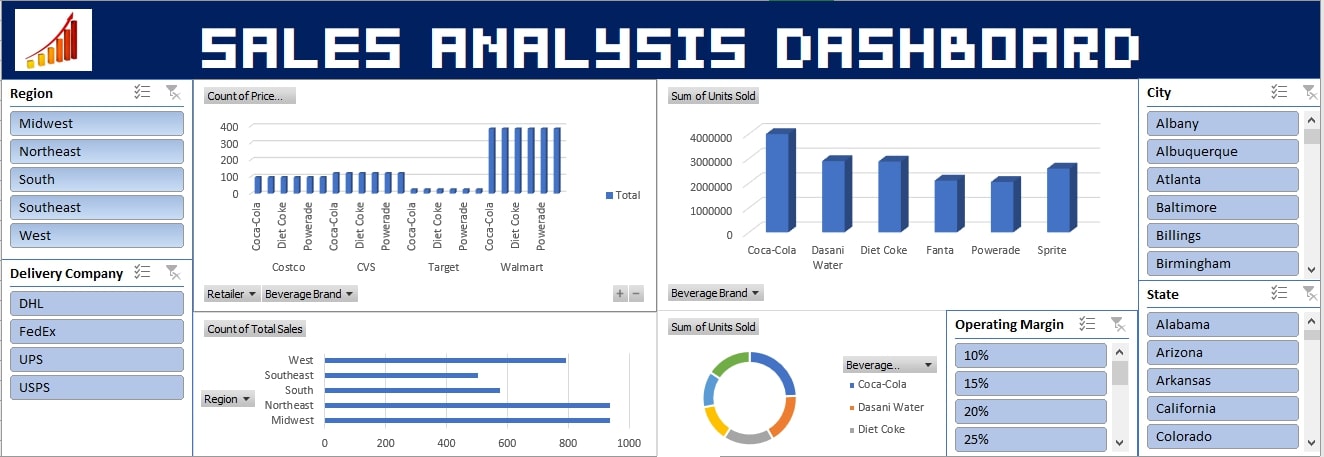 SALES ANALYSIS DASHBOARD
Region
Midwest
Northeast
South
Southeast
West
Delivery Company
DHL
FedEx
UPS
USPS
Count of Price...
400
300
200
100
0
Coca-Cola
Diet Coke
Powerade
Coca-Cola
Diet Coke
Powerade
Coca-Cola
Diet Coke
Powerade
Coca-Cola
Diet Coke
Powerade
Costco
CVS
Target
Walmart
Total
Retailer
Beverage Brand
Count of Total Sales
West
Southeast
South
Northeast
Midwest
Region
0 200 400 600 800 1000
Sum of Units Sold
4000000
3000000
2000000
1000000
0
Coca-Cola
Dasani
Water
Diet Coke
Fanta
Powerade
Sprite
Beverage Brand
Sum of Units Sold
Beverage...
Coca-Cola
Dasani Water
Diet Coke
Operating Margin
10%
15%
20%
25%
City
Albany
Albuquerque
Atlanta
Baltimore
Billings
Birmingham
State
Alabama
Arizona
Arkansas
California
Colorado